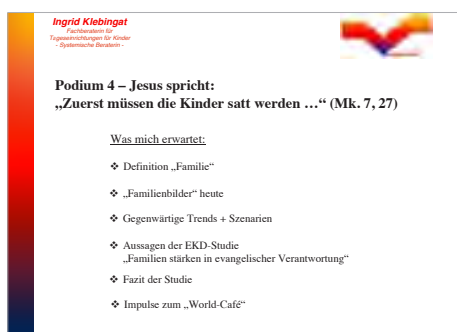 Ingrid Klebingat
Fachberaterin für
Tageseinrichtungen für Kinder
- Systemische Beraterin -
Podium 4 – Jesus spricht:
„Zuerst müssen die Kinder satt werden …“ (Mk. 7, 27)
Was mich erwartet:
❖ Definition „Familie“
❖ „Familienbilder“ heute
❖ Gegenwärtige Trends + Szenarien
❖ Aussagen der EKD-Studie
„Familien stärken in evangelischer Verantwortung“
❖ Fazit der Studie
❖ Impulse zum „World-Café“